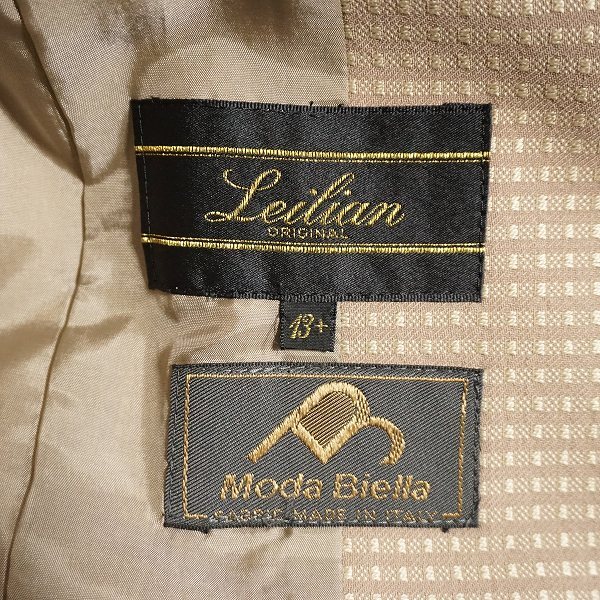 Leilian
ORIGINAL
13+
Moda Biella
FABRIC MADE IN ITALY